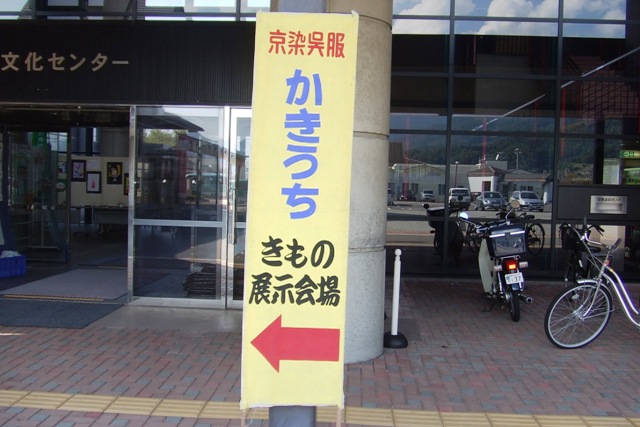 文化センター
京染呉服
かきうち
きもの
展示会場